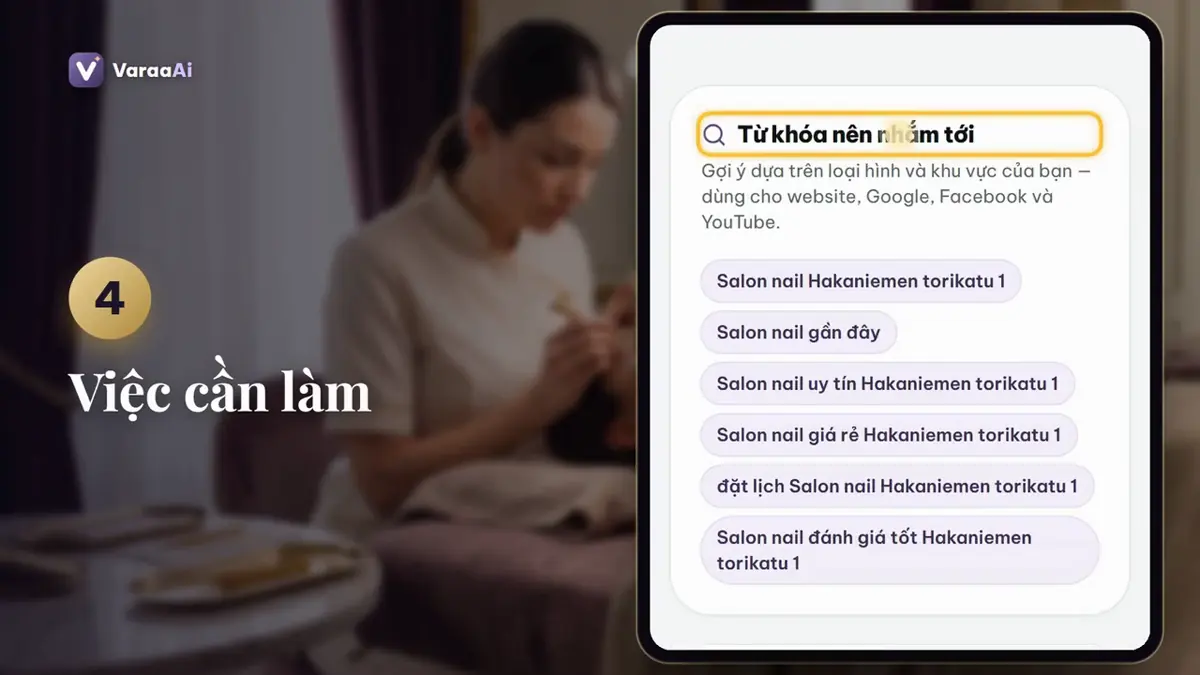 VaraaAi
4
Việc cần làm
Từ khóa nên nhắm tới
Gợi ý dựa trên loại hình và khu vực của bạn —
dùng cho website, Google, Facebook và
YouTube.
Salon nail Hakaniemen torikatu 1
Salon nail gần đây
Salon nail uy tín Hakaniemen torikatu 1
Salon nail giá rẻ Hakaniemen torikatu 1
đặt lịch Salon nail Hakaniemen torikatu 1
Salon nail đánh giá tốt Hakaniemen
torikatu 1